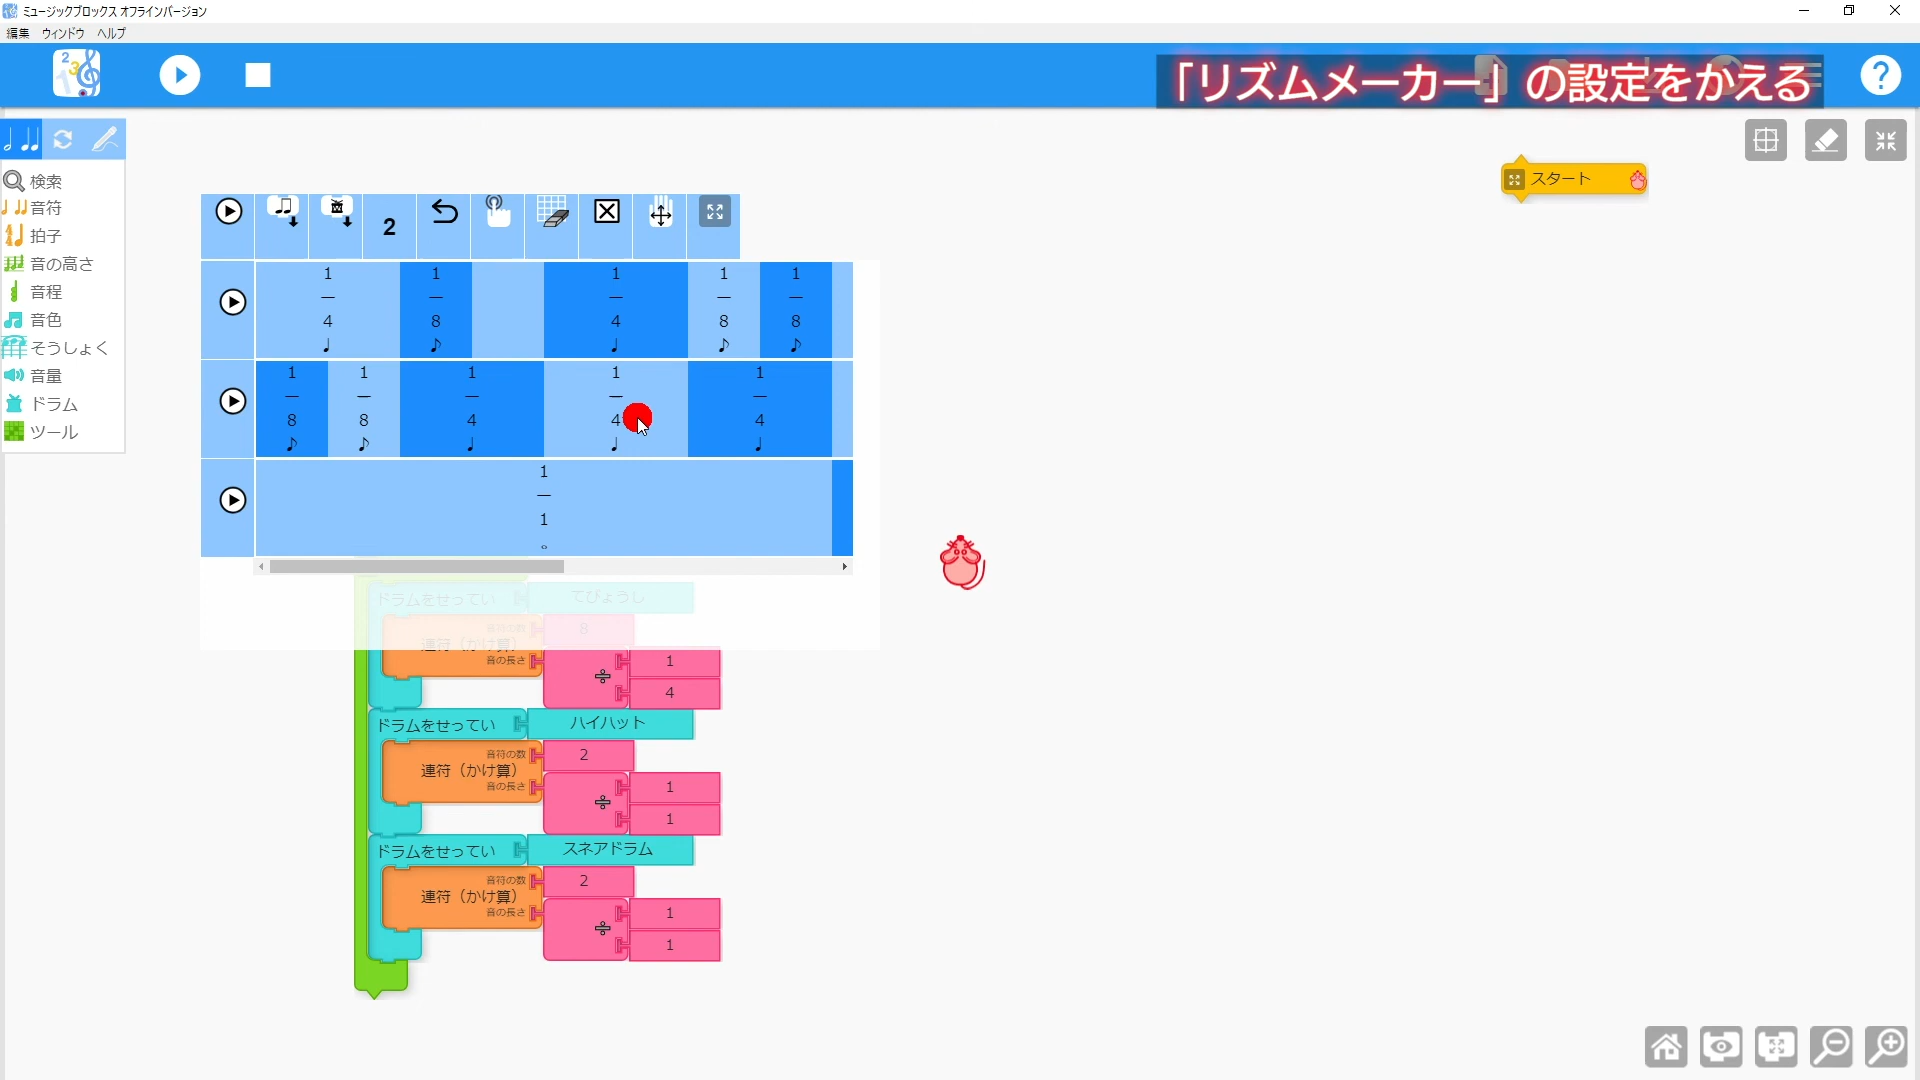 ミュージックブロックス オフラインバージョン
編集 ウィンドウ ヘルプ
「リズムメーカー」の設定をかえる
?
検索
音符
拍子
音の高さ
音程
音色
そうしょく
音量
ドラム
ツール
スタート
2
1 1 1 1 1
4 8 4 8 8
1 1 1 1 1
8 8 4 4 4
1
1
ドラムをせってい てびょうし
音符の数 8
連符（かけ算）
音の長さ ÷ 1
4
ドラムをせってい ハイハット
音符の数 2
連符（かけ算）
音の長さ ÷ 1
1
ドラムをせってい スネアドラム
音符の数 2
連符（かけ算）
音の長さ ÷ 1
1